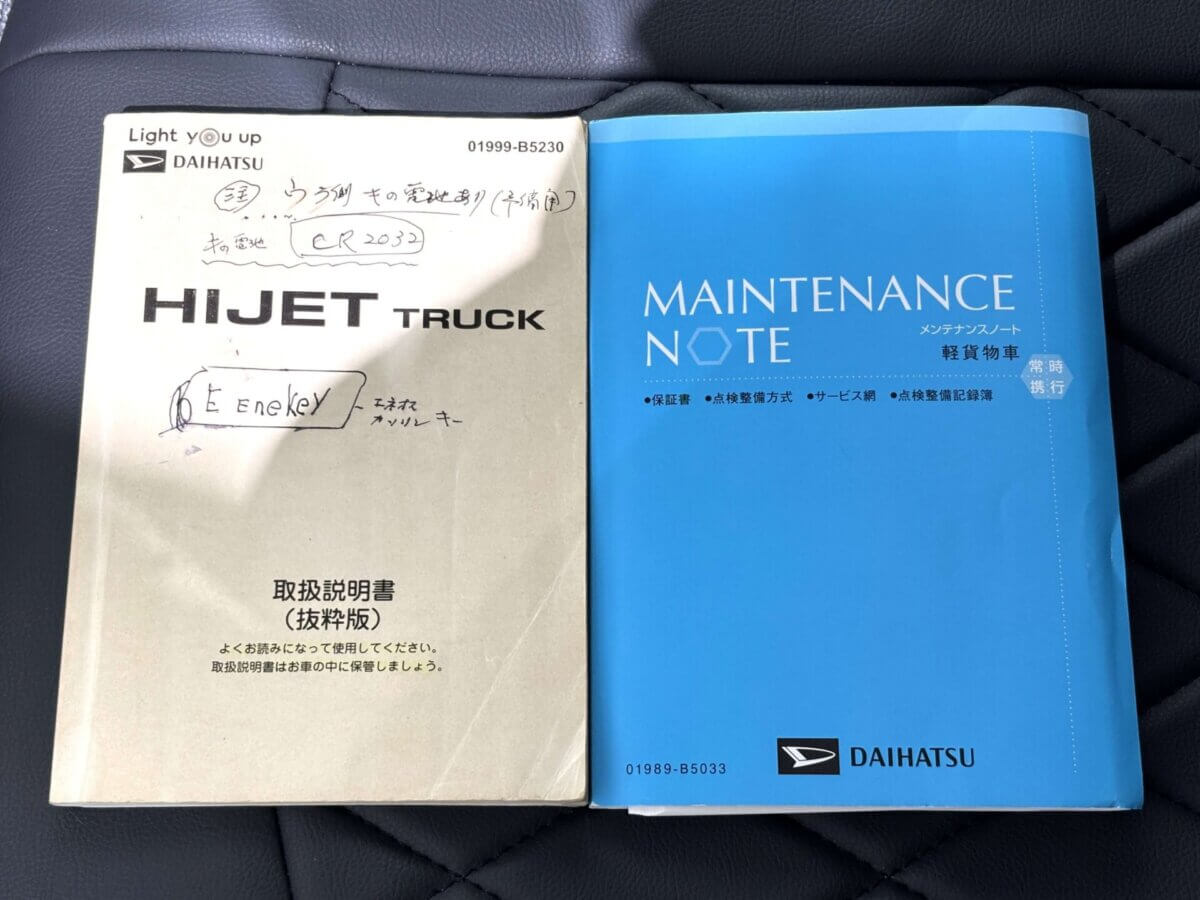 Light you up
DAIHATSU
01999-B5230
注 ウラ側 キーの電池あり(予備用)
キーの電池 CR2032
HIJET TRUCK
E EneKey
エネオス
ガソリン キー
取扱説明書
(抜粋版)
よくお読みになって使用してください。
取扱説明書はお車の中に保管しましょう。
MAINTENANCE
NOTE
メンテナンスノート
軽貨物車
常時
携行
●保証書 ●点検整備方式 ●サービス網 ●点検整備記録簿
01989-B5033
DAIHATSU